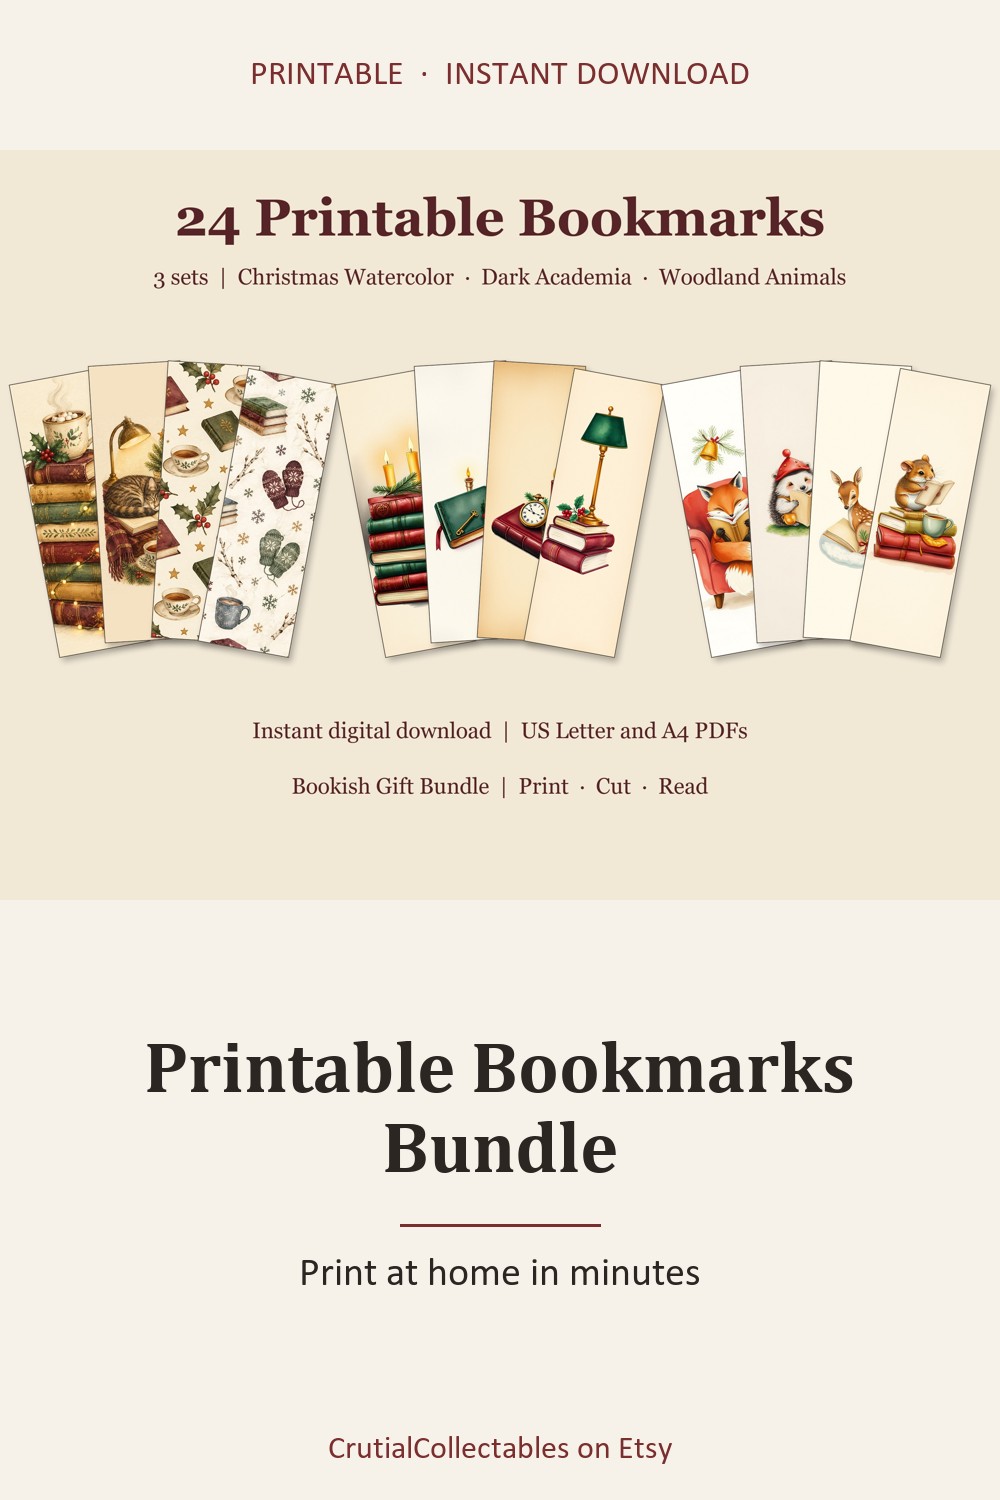 PRINTABLE · INSTANT DOWNLOAD
24 Printable Bookmarks
3 sets | Christmas Watercolor · Dark Academia · Woodland Animals
Instant digital download | US Letter and A4 PDFs
Bookish Gift Bundle | Print · Cut · Read
Printable Bookmarks
Bundle
Print at home in minutes
CrutialCollectables on Etsy